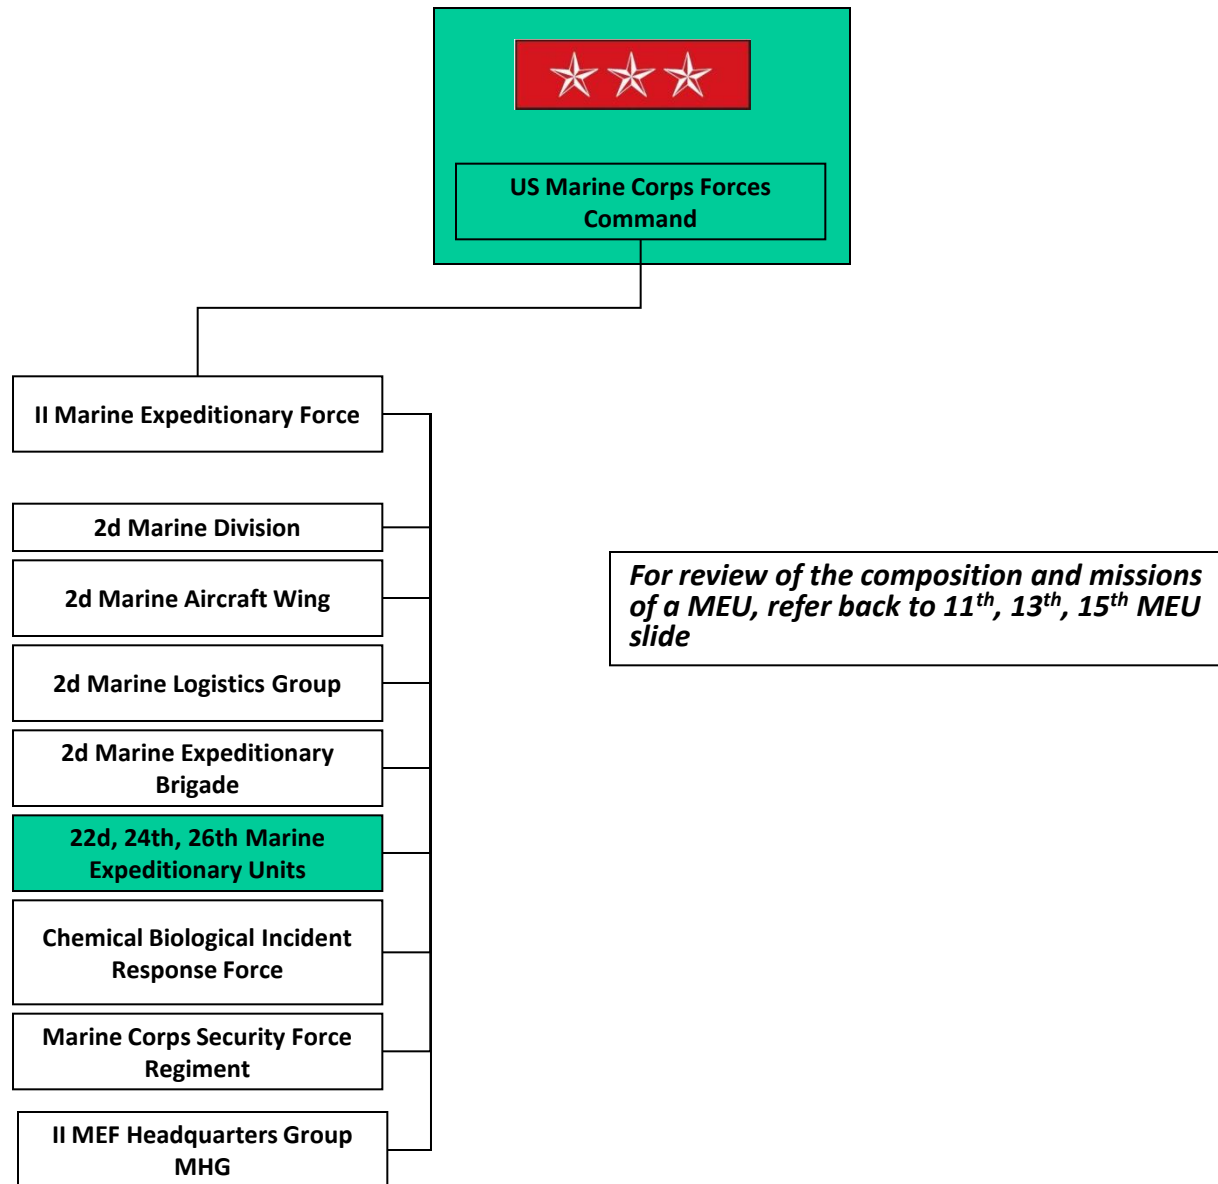 US Marine Corps Forces
Command
II Marine Expeditionary Force
2d Marine Division
2d Marine Aircraft Wing
2d Marine Logistics Group
2d Marine Expeditionary
Brigade
22d, 24th, 26th Marine
Expeditionary Units
Chemical Biological Incident
Response Force
Marine Corps Security Force
Regiment
II MEF Headquarters Group
MHG
For review of the composition and missions
of a MEU, refer back to 11th, 13th, 15th MEU
slide